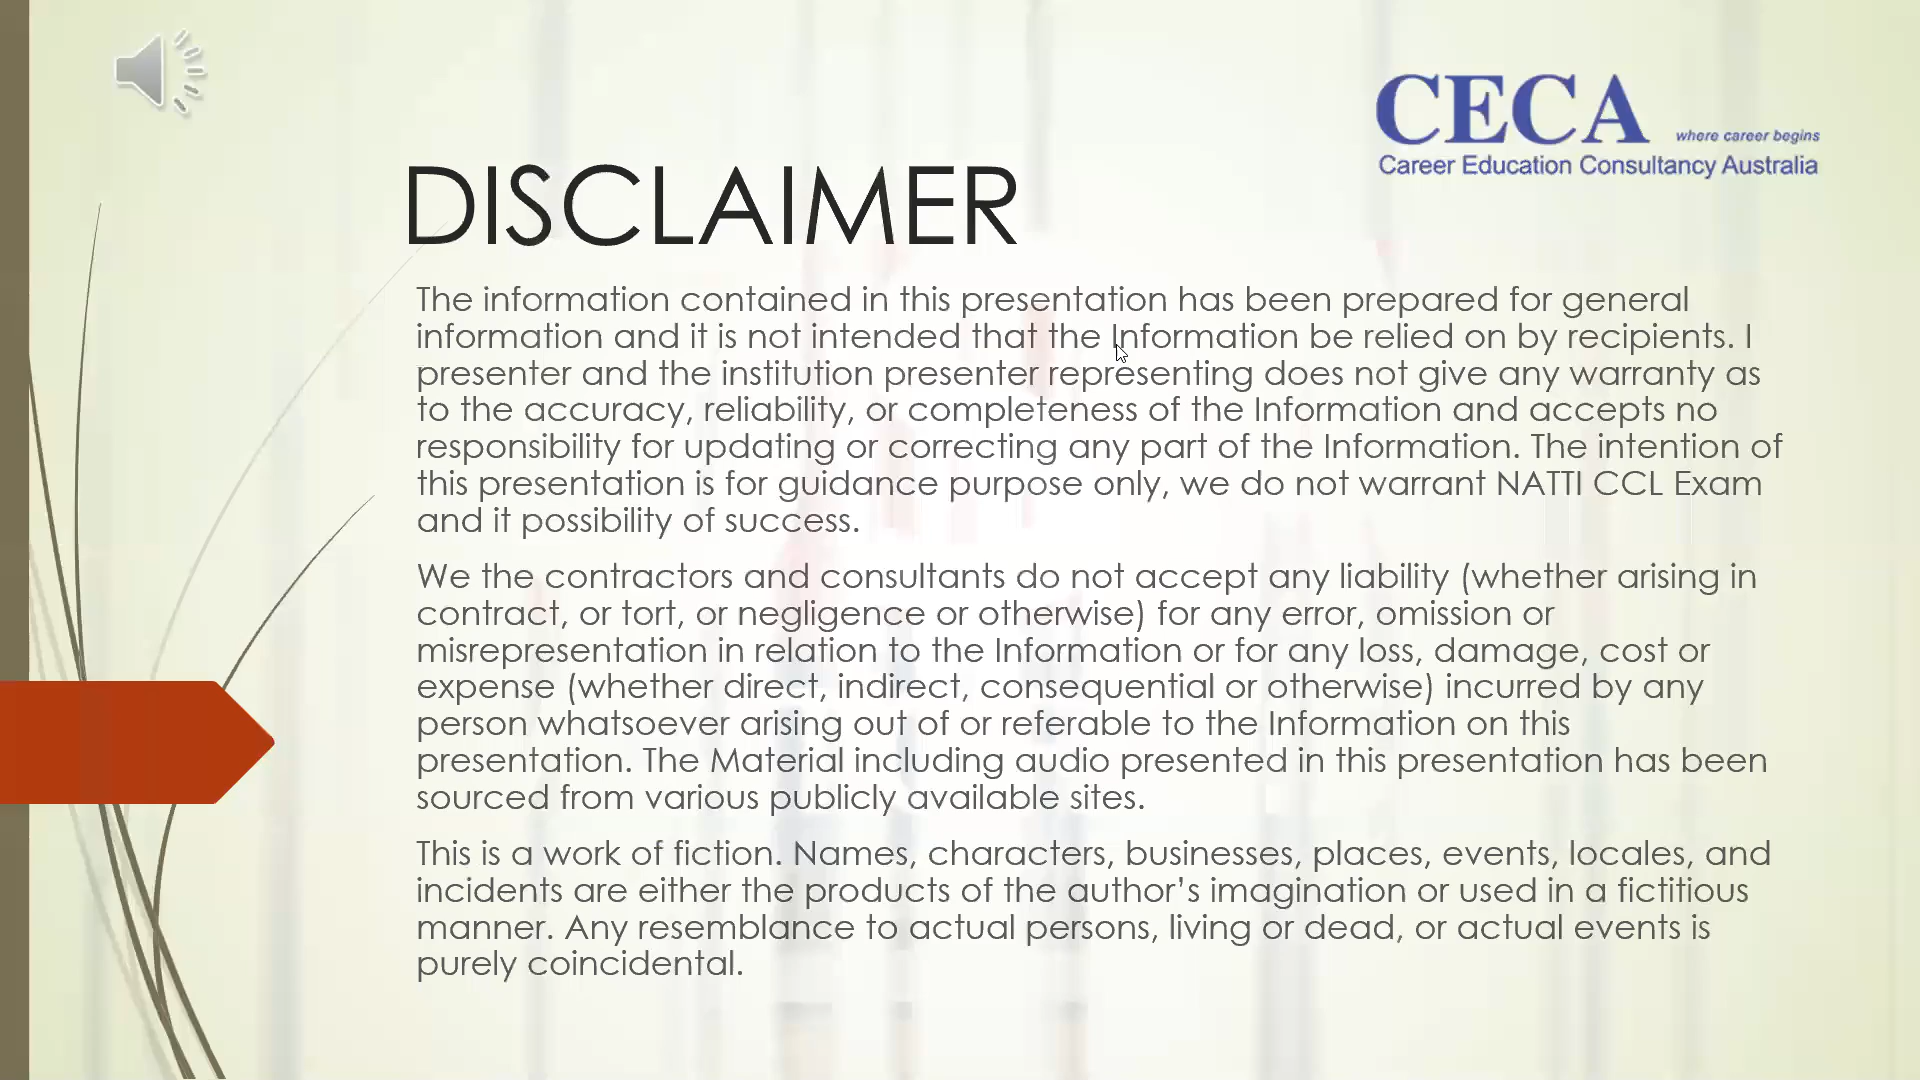 CECA where career begins
Career Education Consultancy Australia
DISCLAIMER
The information contained in this presentation has been prepared for general
information and it is not intended that the Information be relied on by recipients. I
presenter and the institution presenter representing does not give any warranty as
to the accuracy, reliability, or completeness of the Information and accepts no
responsibility for updating or correcting any part of the Information. The intention of
this presentation is for guidance purpose only, we do not warrant NATTI CCL Exam
and it possibility of success.
We the contractors and consultants do not accept any liability (whether arising in
contract, or tort, or negligence or otherwise) for any error, omission or
misrepresentation in relation to the Information or for any loss, damage, cost or
expense (whether direct, indirect, consequential or otherwise) incurred by any
person whatsoever arising out of or referable to the Information on this
presentation. The Material including audio presented in this presentation has been
sourced from various publicly available sites.
This is a work of fiction. Names, characters, businesses, places, events, locales, and
incidents are either the products of the author’s imagination or used in a fictitious
manner. Any resemblance to actual persons, living or dead, or actual events is
purely coincidental.